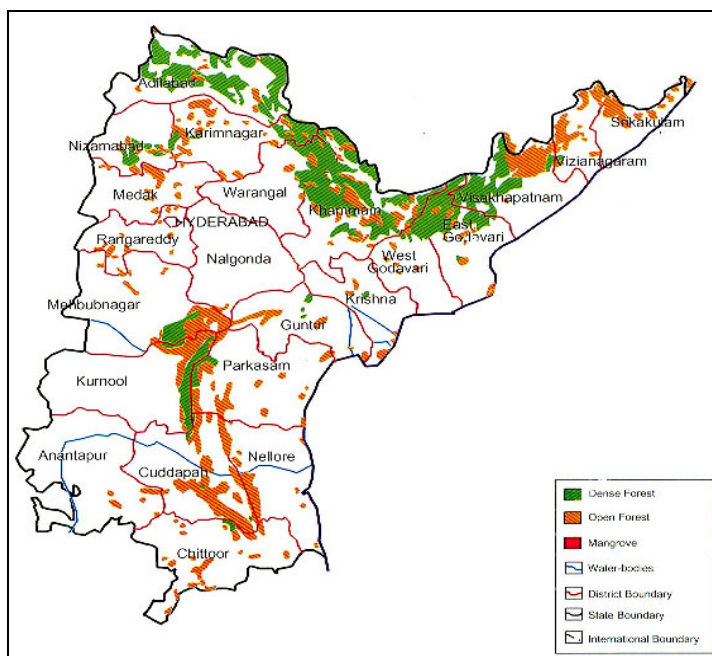 Adilabad
Srikakulam
Karimnagar
Nizamabad
Vizianagaram
Medak
Warangal
Visakhapatnam
Khammam
HYDERABAD
East
Godavari
Rangareddy
West
Godavari
Nalgonda
Mehbubnagar
Krishna
Guntur
Parkasam
Kurnool
Anantapur
Nellore
Cuddapah
Chittoor
Dense Forest
Open Forest
Mangrove
Water-bodies
District Boundary
State Boundary
International Boundary